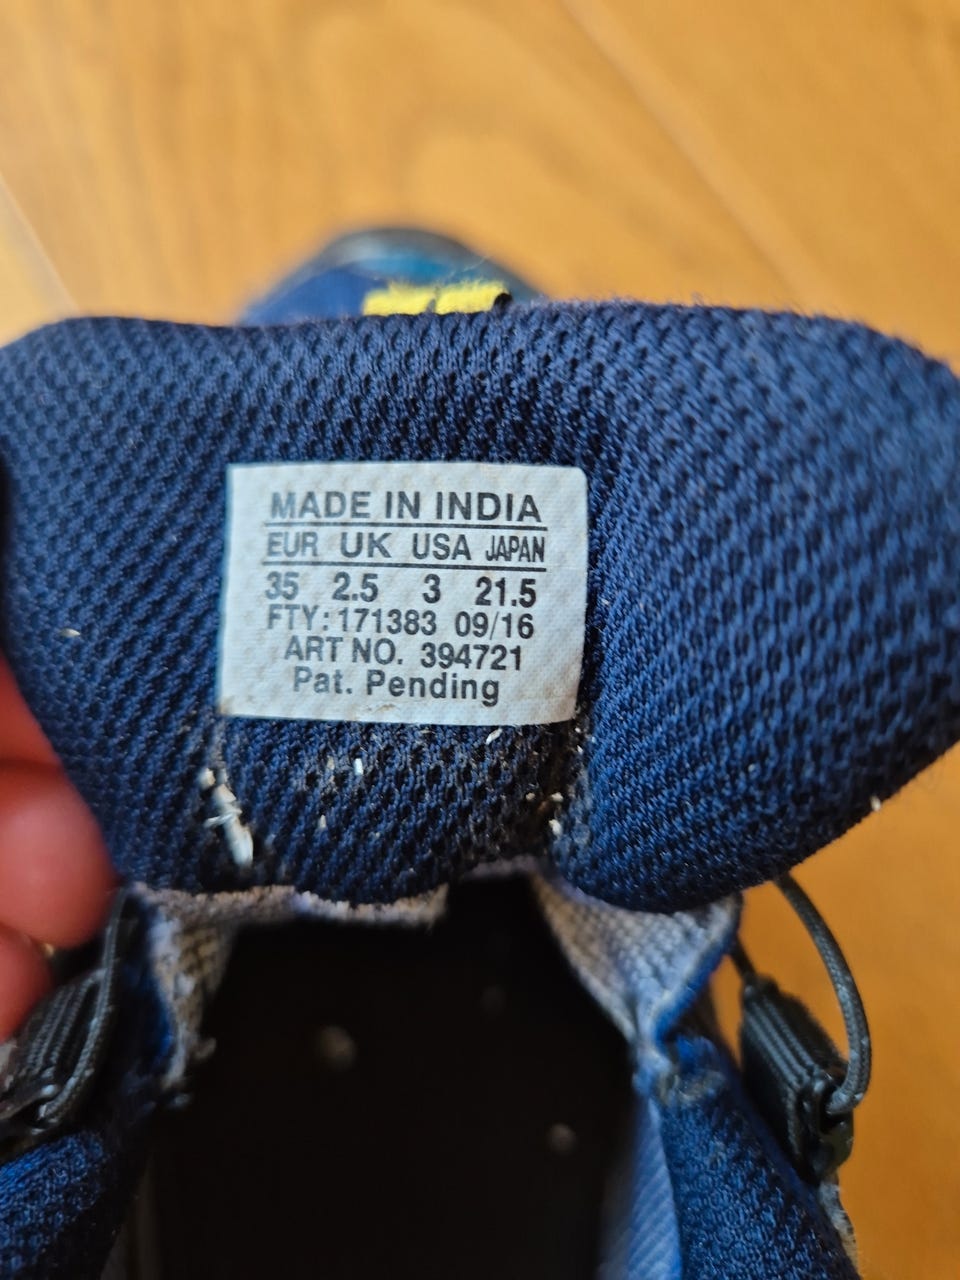 MADE IN INDIA
EUR UK USA JAPAN
35 2.5 3 21.5
FTY: 171383 09/16
ART NO. 394721
Pat. Pending